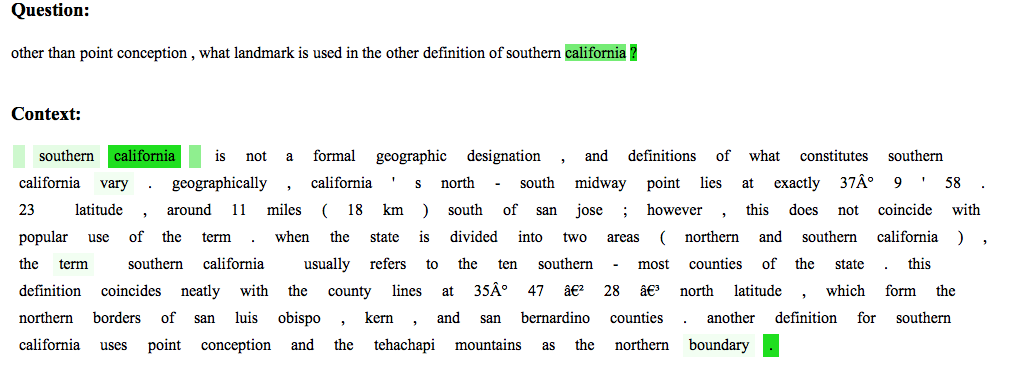 Question:
other than point conception , what landmark is used in the other definition of southern california ?
Context:
southern california is not a formal geographic designation , and definitions of what constitutes southern
california vary . geographically , california ' s north - south midway point lies at exactly 37Â° 9 ' 58 .
23 latitude , around 11 miles ( 18 km ) south of san jose ; however , this does not coincide with
popular use of the term . when the state is divided into two areas ( northern and southern california ) ,
the term southern california usually refers to the ten southern - most counties of the state . this
definition coincides neatly with the county lines at 35Â° 47 â€² 28 â€³ north latitude , which form the
northern borders of san luis obispo , kern , and san bernardino counties . another definition for southern
california uses point conception and the tehachapi mountains as the northern boundary .